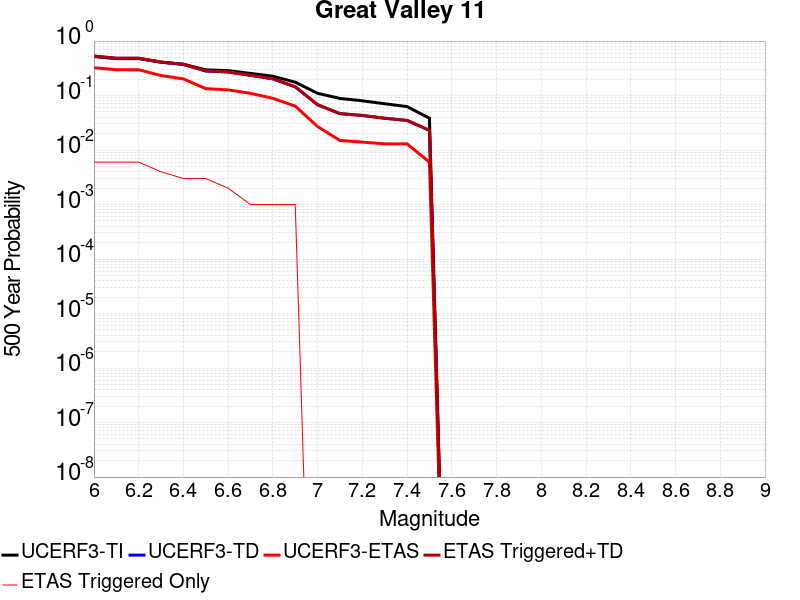 Great Valley 11
10^0
10^-1
10^-2
10^-3
10^-4
10^-5
10^-6
10^-7
10^-8
500 Year Probability
6 6.2 6.4 6.6 6.8 7 7.2 7.4 7.6 7.8 8 8.2 8.4 8.6 8.8 9
Magnitude
UCERF3-TI UCERF3-TD UCERF3-ETAS ETAS Triggered+TD
ETAS Triggered Only